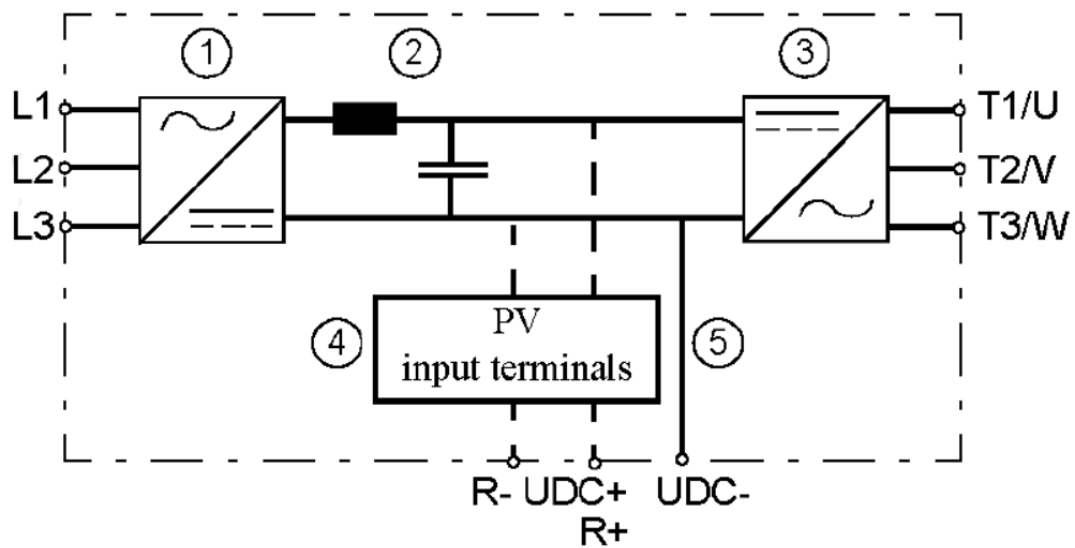 1 2 3
L1 T1/U
L2 T2/V
L3 T3/W
4 PV 5
input terminals
R- UDC+ UDC-
R+